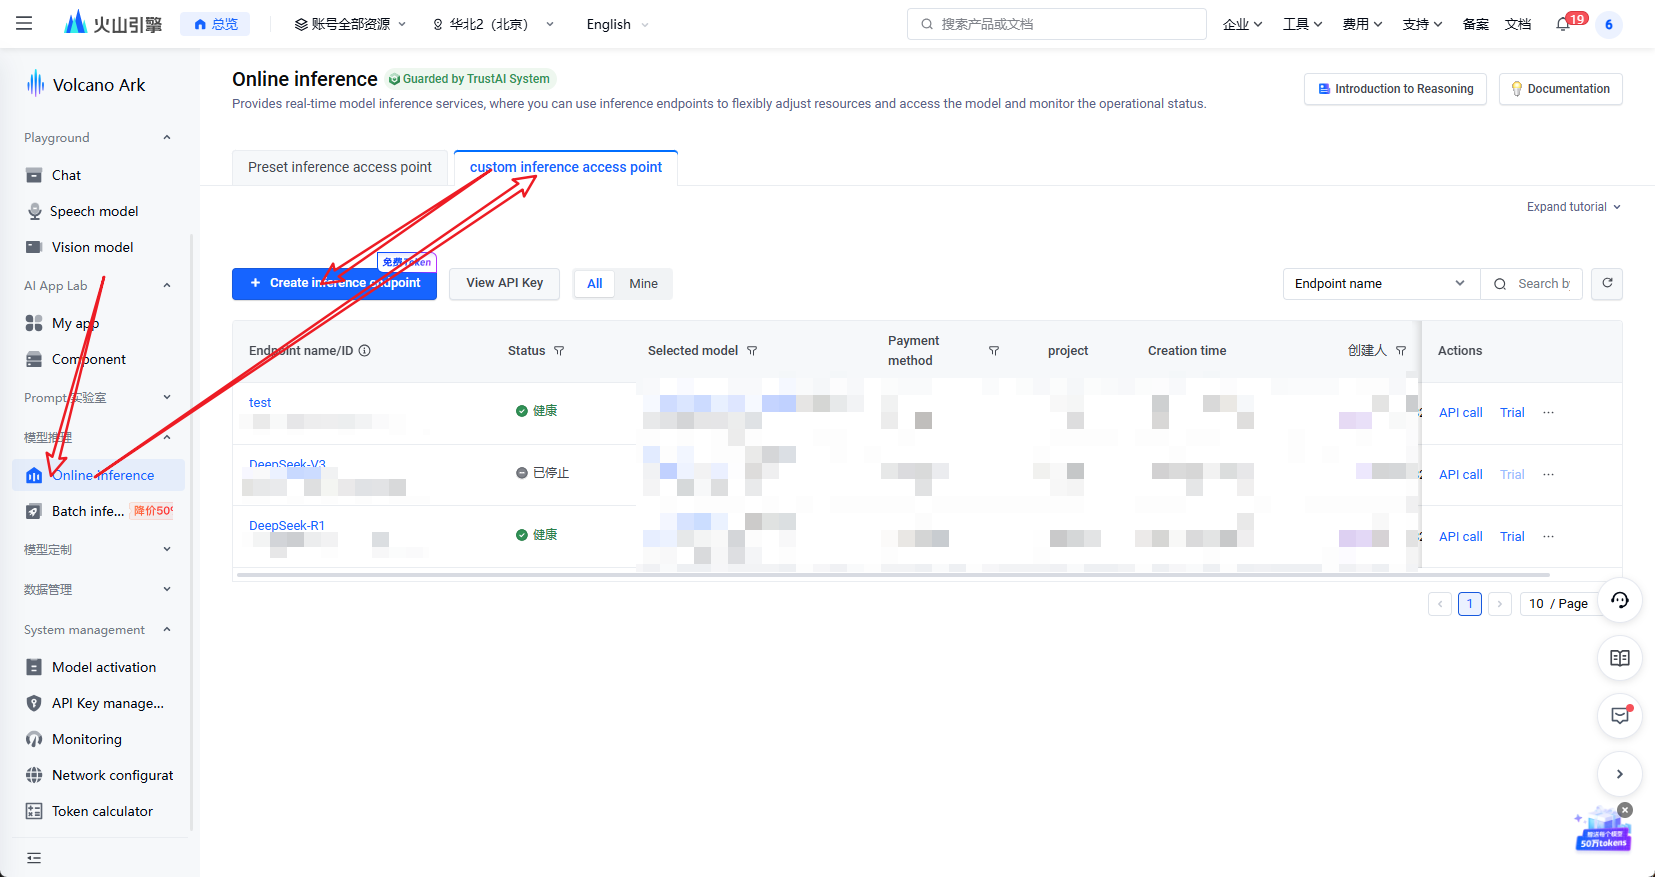 火山引擎
总览
账号全部资源
华北2（北京）
English
搜索产品或文档
企业
工具
费用
支持
备案
文档
19
6
Volcano Ark
Playground
Chat
Speech model
Vision model
AI App Lab
My app
Component
Prompt 实验室
模型推理
Online inference
Batch infe...
降价50%
模型定制
数据管理
System management
Model activation
API Key manage...
Monitoring
Network configurat
Token calculator
Online inference
Guarded by TrustAI System
Provides real-time model inference services, where you can use inference endpoints to flexibly adjust resources and access the model and monitor the operational status.
Introduction to Reasoning
Documentation
Preset inference access point
custom inference access point
Expand tutorial
免费Token
+ Create inference endpoint
View API Key
All
Mine
Endpoint name
Search by
Endpoint name/ID
Status
Selected model
Payment
method
project
Creation time
创建人
Actions
test
健康
API call
Trial
...
DeepSeek-V3
已停止
API call
Trial
...
DeepSeek-R1
健康
API call
Trial
...
1
10 / Page
50万tokens